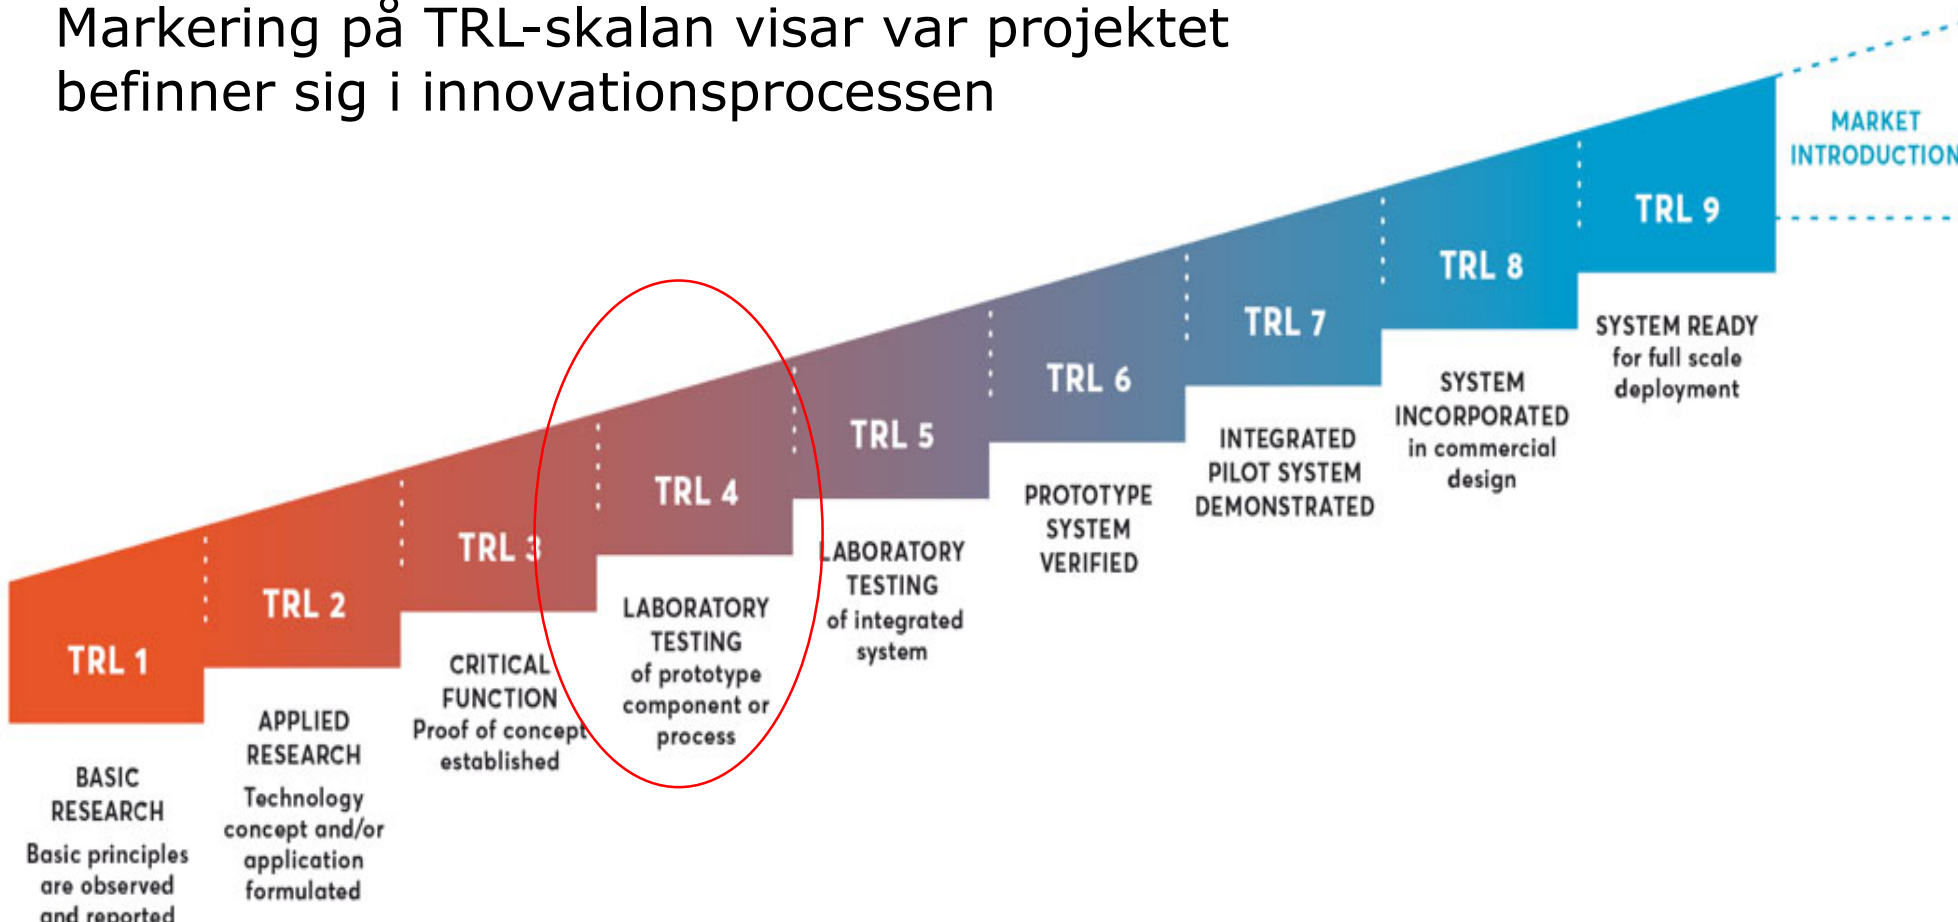 Markering på TRL-skalan visar var projektet
befinner sig i innovationsprocessen
TRL 1
BASIC
RESEARCH
Basic principles
are observed
and reported
TRL 2
APPLIED
RESEARCH
Technology
concept and/or
application
formulated
TRL 3
CRITICAL
FUNCTION
Proof of concept
established
TRL 4
LABORATORY
TESTING
of prototype
component or
process
TRL 5
LABORATORY
TESTING
of integrated
system
TRL 6
PROTOTYPE
SYSTEM
VERIFIED
TRL 7
INTEGRATED
PILOT SYSTEM
DEMONSTRATED
TRL 8
SYSTEM
INCORPORATED
in commercial
design
TRL 9
SYSTEM READY
for full scale
deployment
MARKET
INTRODUCTION